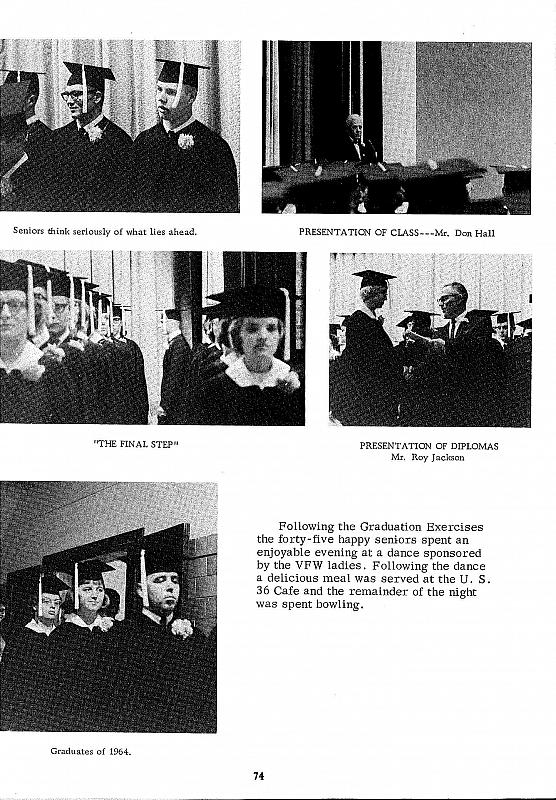 Seniors think seriously of what lies ahead.
PRESENTATION OF CLASS---Mr. Don Hall
"THE FINAL STEP"
PRESENTATION OF DIPLOMAS
Mr. Roy Jackson
Following the Graduation Exercises
the forty-five happy seniors spent an
enjoyable evening at a dance sponsored
by the VFW ladies. Following the dance
a delicious meal was served at the U. S.
36 Cafe and the remainder of the night
was spent bowling.
Graduates of 1964.
74